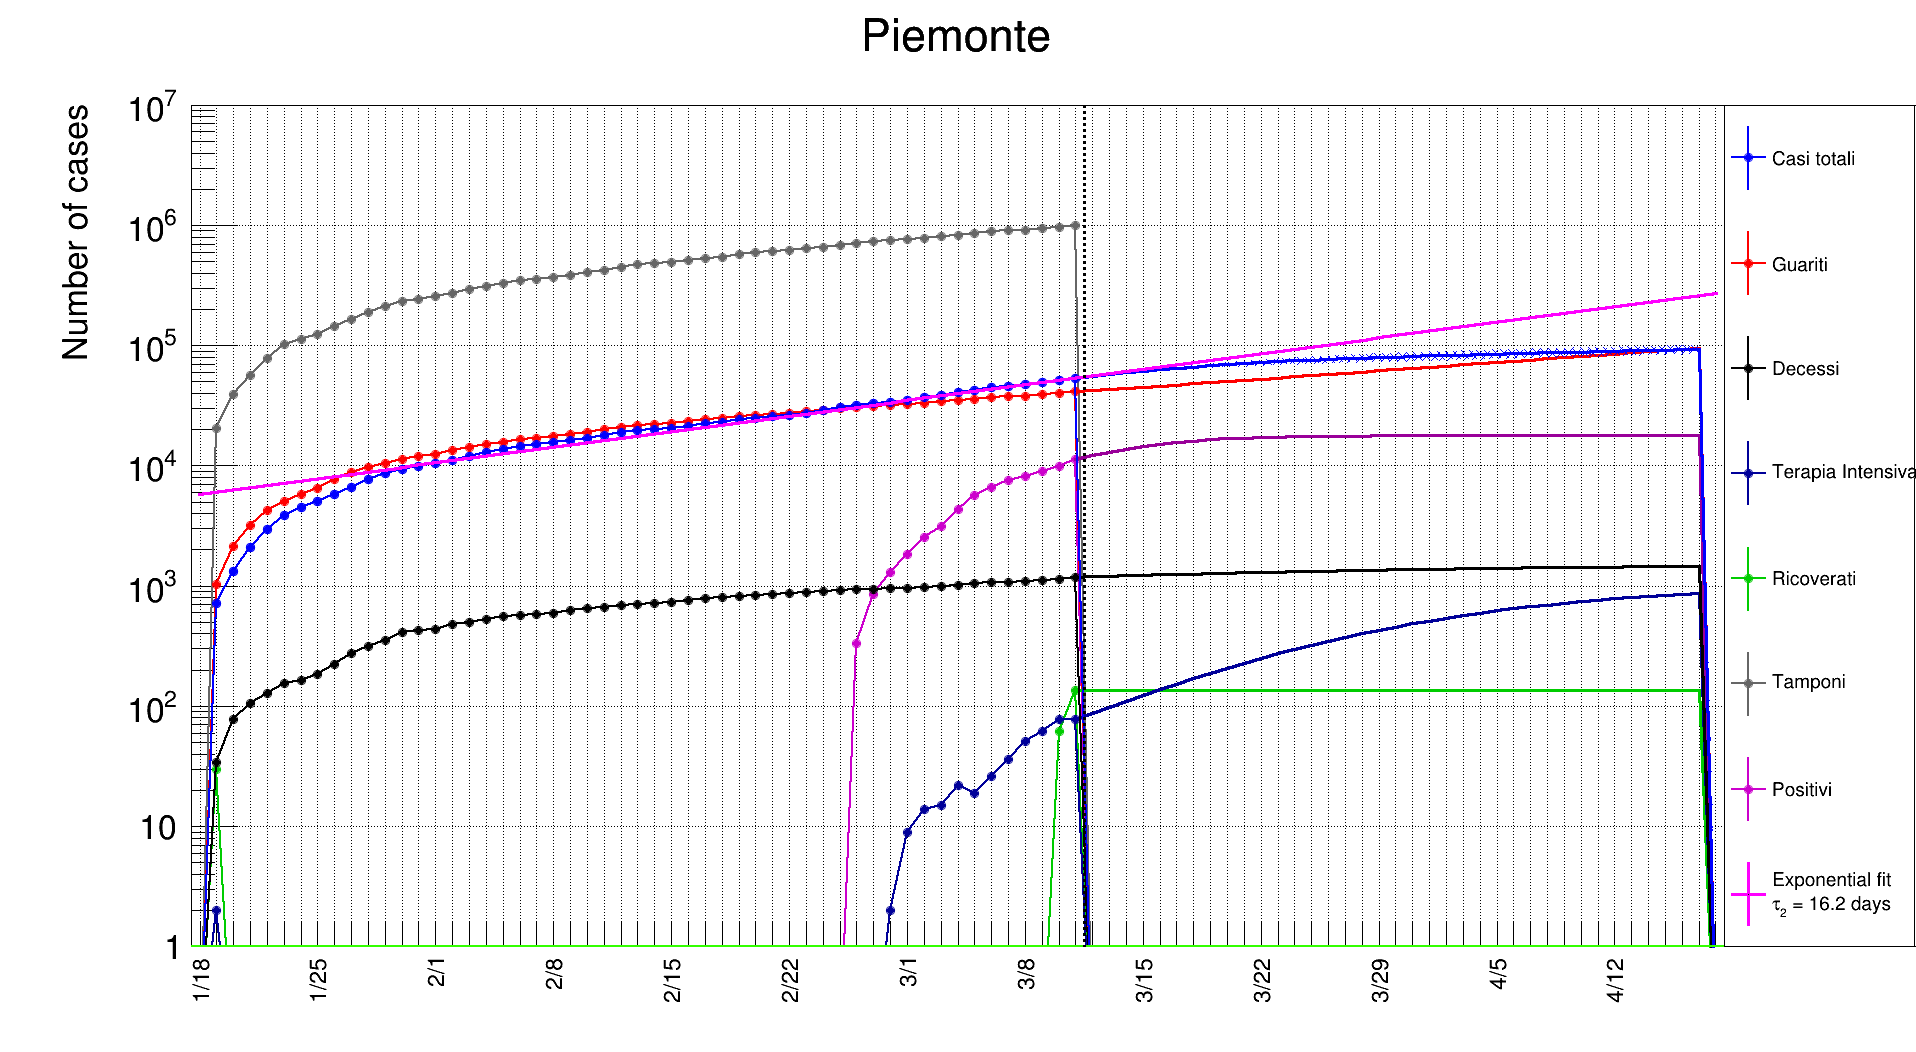 Piemonte
Number of cases
10^7
10^6
10^5
10^4
10^3
10^2
10
1
1/18
1/25
2/1
2/8
2/15
2/22
3/1
3/8
3/15
3/22
3/29
4/5
4/12
Casi totali
Guariti
Decessi
Terapia Intensiva
Ricoverati
Tamponi
Positivi
Exponential fit
τ₂ = 16.2 days